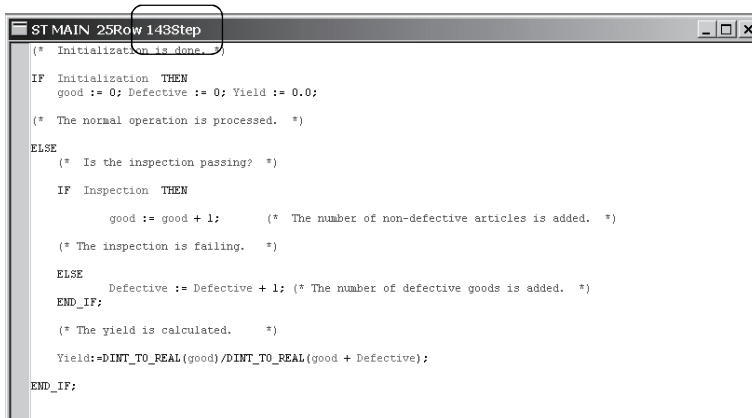 ST MAIN 25Row 143Step
(* Initialization is done. *)
IF Initialization THEN
good := 0; Defective := 0; Yield := 0.0;
(* The normal operation is processed. *)
ELSE
(* Is the inspection passing? *)
IF Inspection THEN
good := good + 1; (* The number of non-defective articles is added. *)
(* The inspection is failing. *)
ELSE
Defective := Defective + 1; (* The number of defective goods is added. *)
END_IF;
(* The yield is calculated. *)
Yield:=DINT_TO_REAL(good)/DINT_TO_REAL(good + Defective);
END_IF;